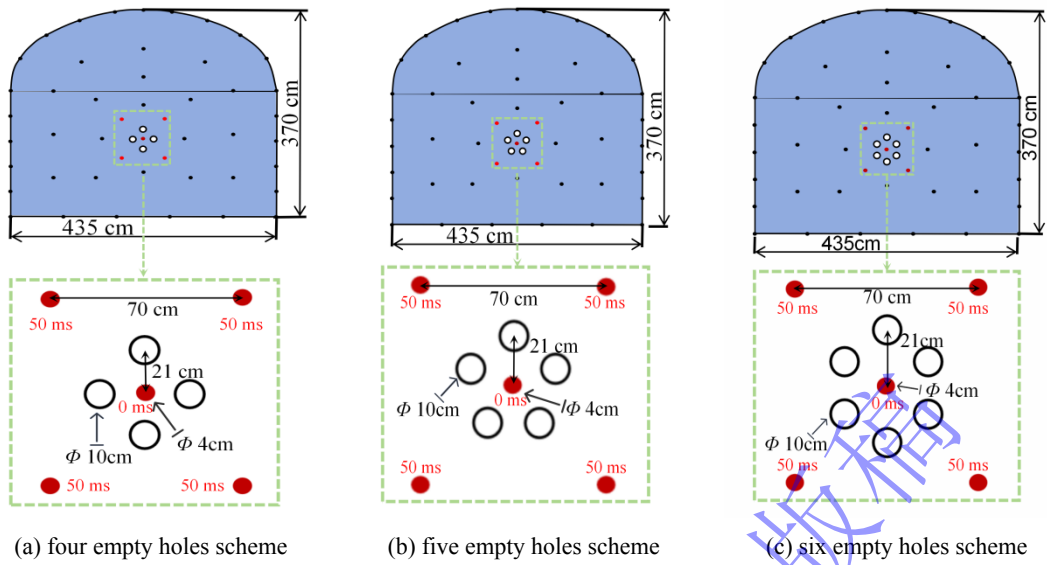 370 cm
435 cm
70 cm
50 ms
50 ms
21 cm
0 ms
Φ 10cm
Φ 4cm
50 ms
50 ms
(a) four empty holes scheme
370 cm
435 cm
50 ms
70 cm
50 ms
21 cm
Φ 10cm
0 ms
Φ 4cm
50 ms
50 ms
(b) five empty holes scheme
370 cm
435cm
50 ms
70 cm
50 ms
21cm
0 ms
Φ 4cm
Φ 10cm
50 ms
50 ms
(c) six empty holes scheme
版稿